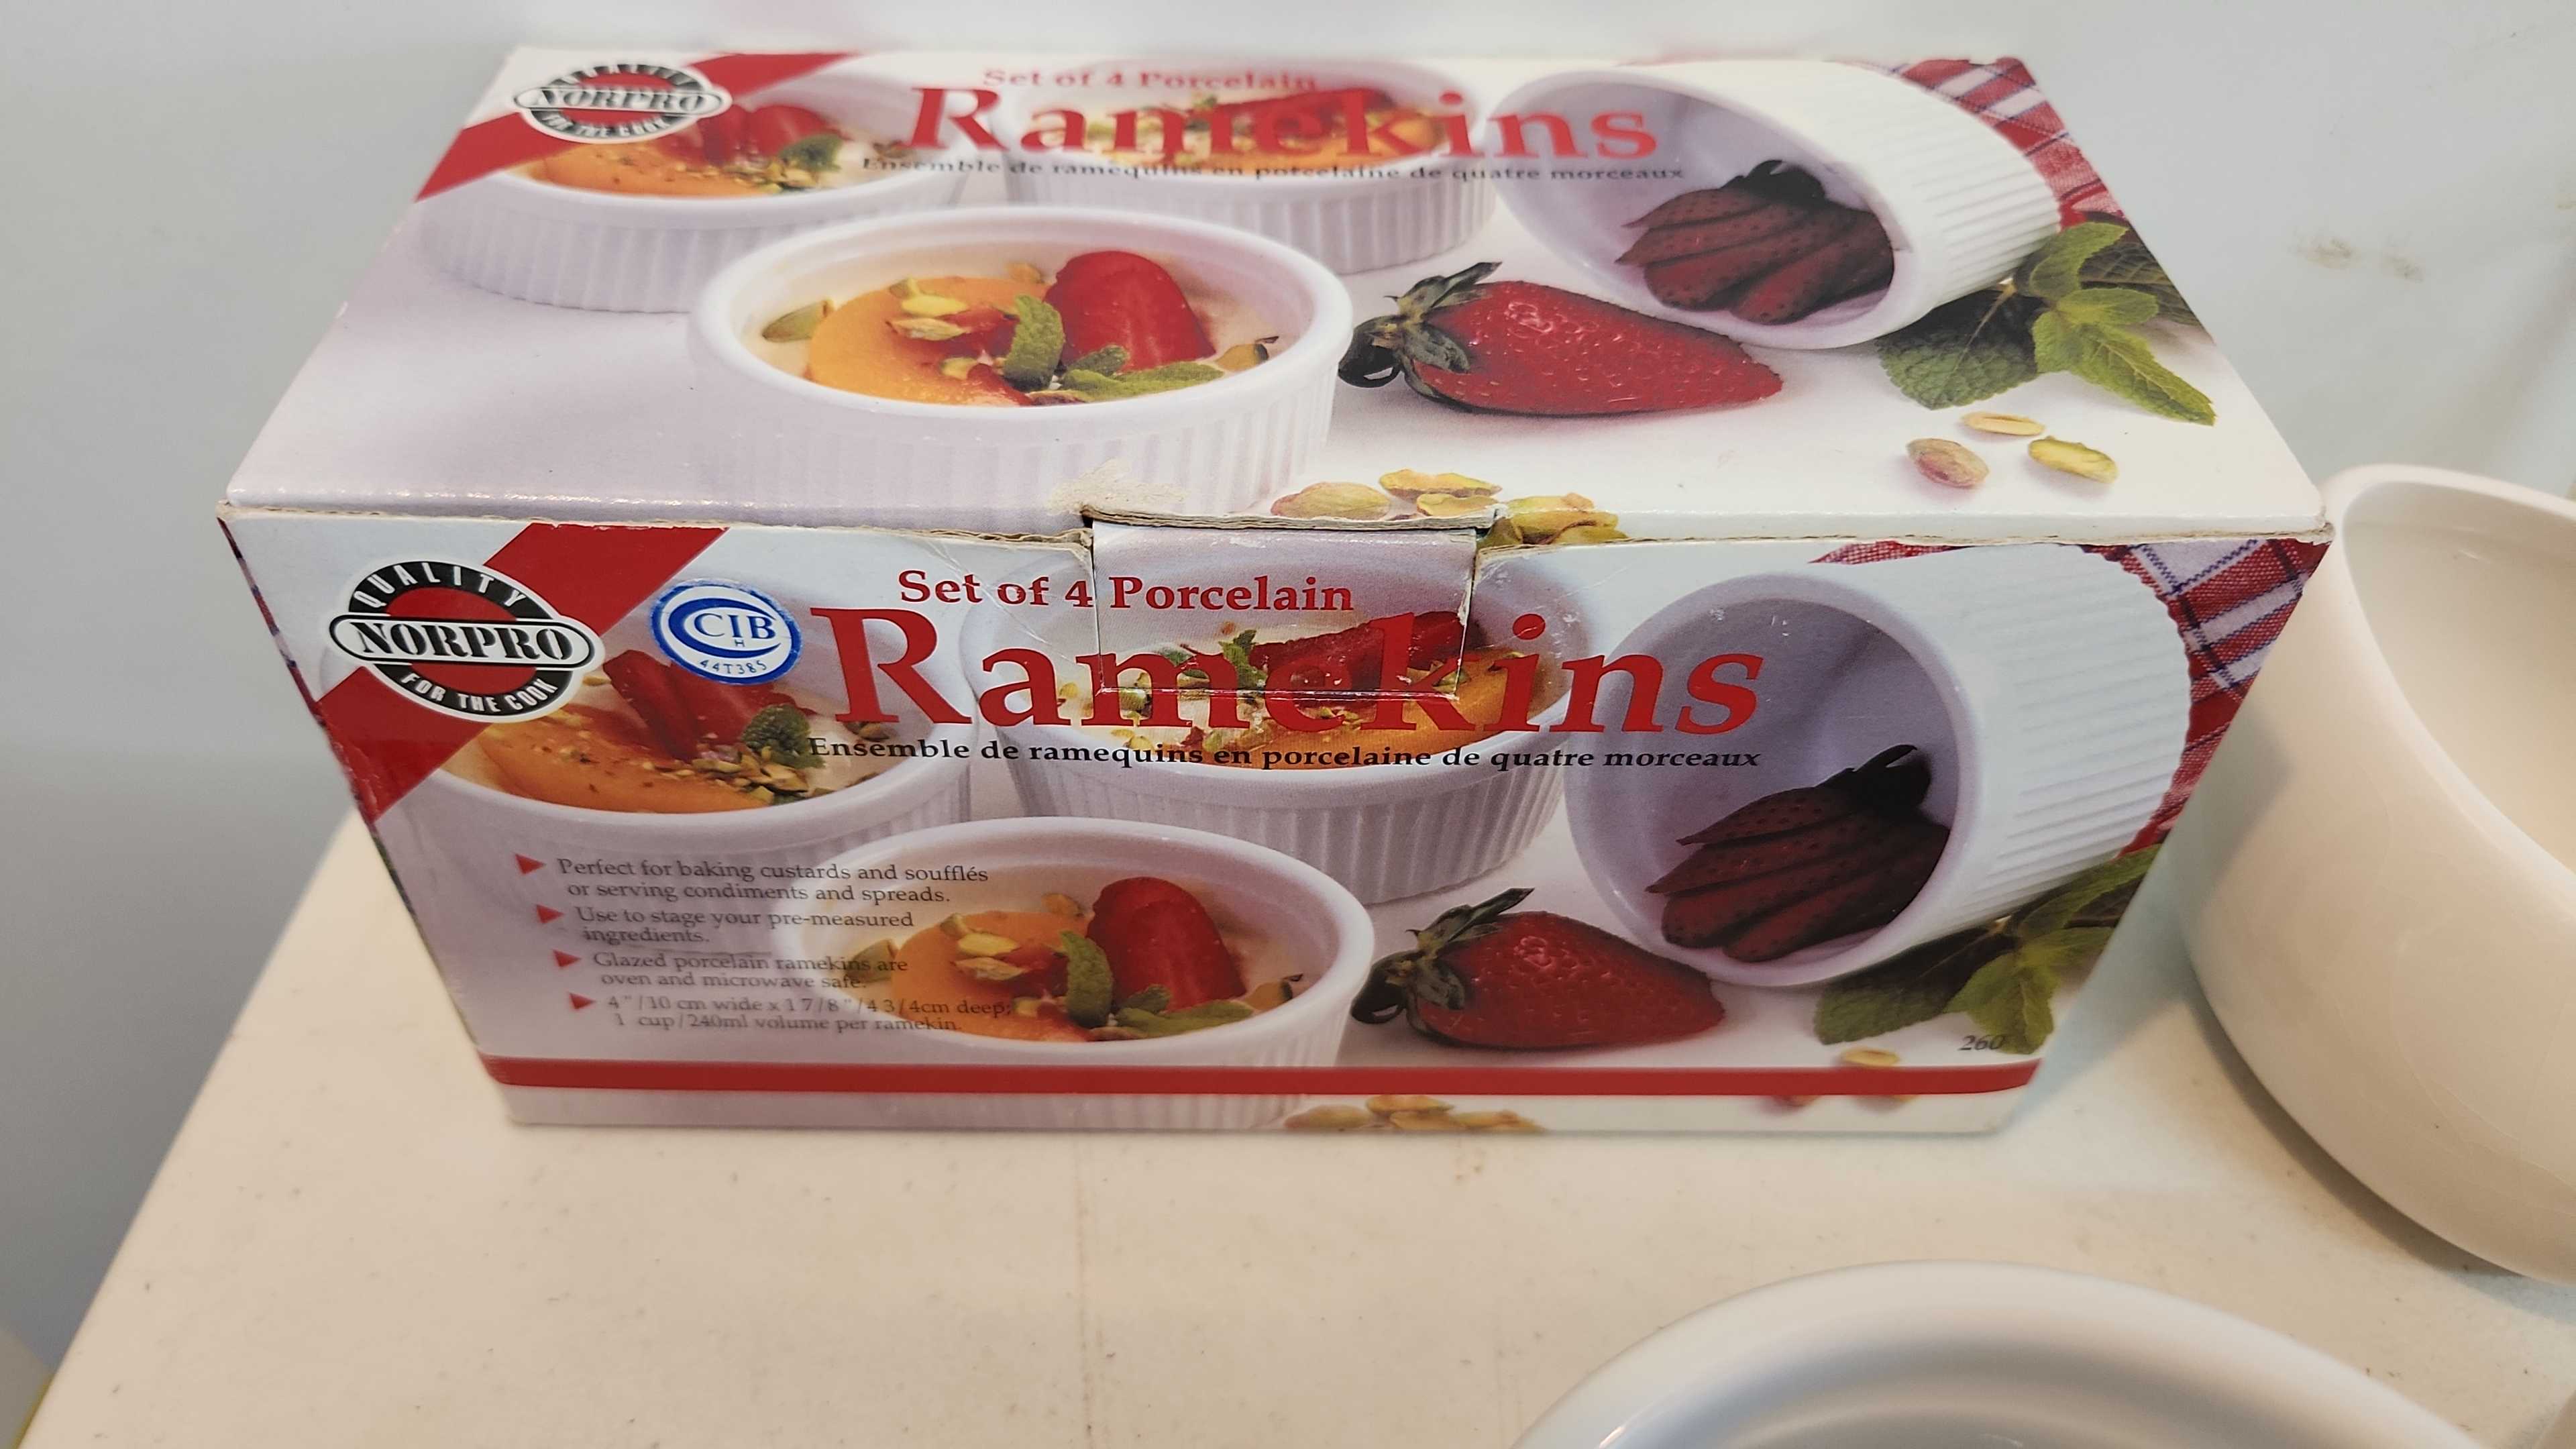 QUALITY
NORPRO
FOR THE COOK
Set of 4 Porcelain
Ramekins
Ensemble de ramequins en porcelaine de quatre morceaux
QUALITY
NORPRO
FOR THE COOK
CIB
H
44T385
Set of 4 Porcelain
Ramekins
Ensemble de ramequins en porcelaine de quatre morceaux
Perfect for baking custards and soufflés
or serving condiments and spreads.
Use to stage your pre-measured
ingredients.
Glazed porcelain ramekins are
oven and microwave safe.
4"/10 cm wide x 1 7/8"/4 3/4cm deep;
1 cup/240ml volume per ramekin.
260